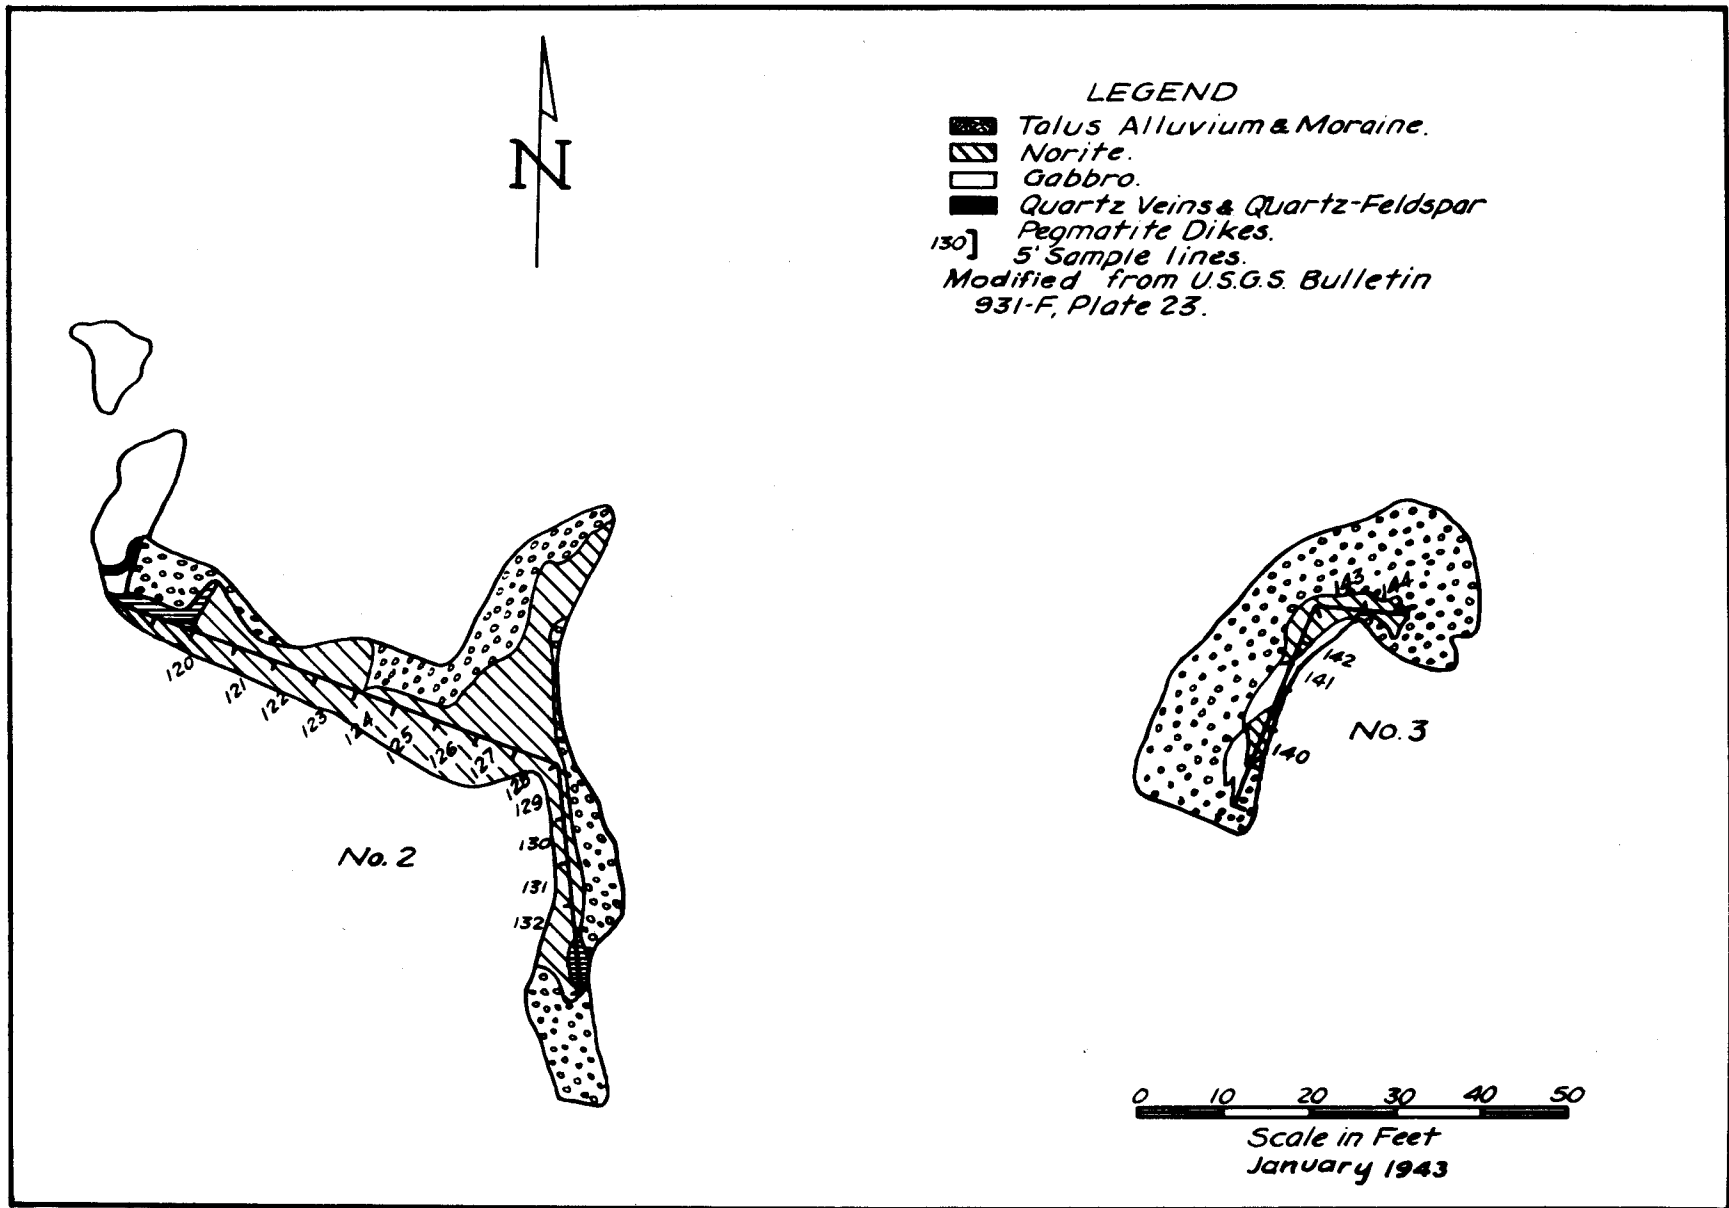 N
LEGEND
Talus Alluvium & Moraine.
Norite.
Gabbro.
Quartz Veins & Quartz-Feldspar
Pegmatite Dikes.
130] 5' Sample lines.
Modified from U.S.G.S. Bulletin
931-F, Plate 23.
120
121
122
123
124
125
126
127
128
129
130
131
132
No. 2
143
144
142
141
140
No. 3
0 10 20 30 40 50
Scale in Feet
January 1943